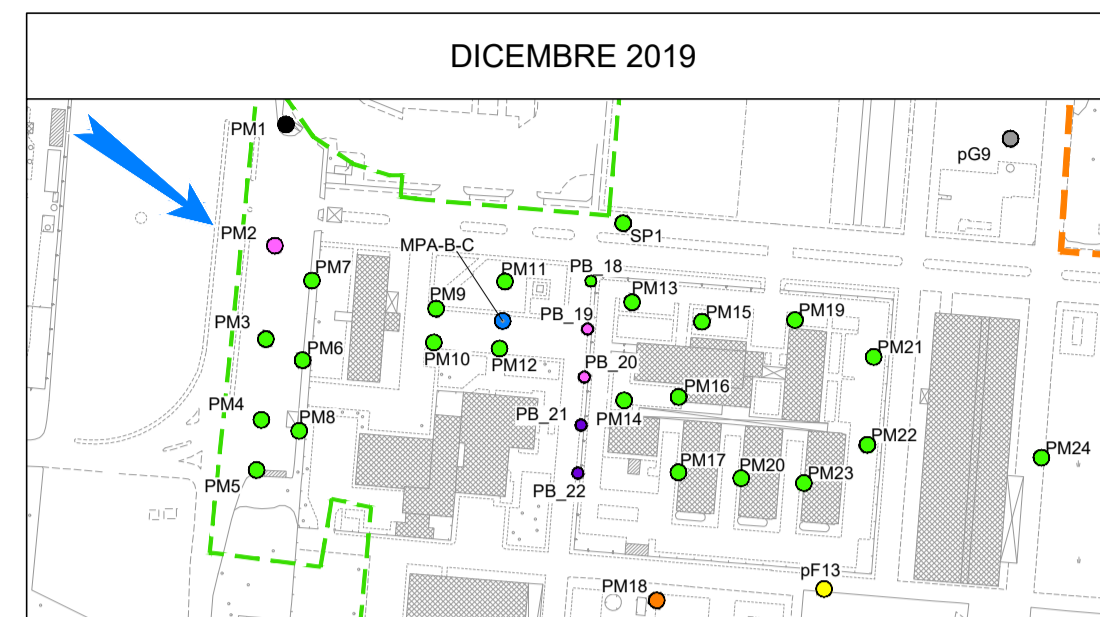 DICEMBRE 2019
PM1
pG9
PM2
SP1
MPA-B-C
PM7
PM11
PB_18
PM13
PM9
PB_19
PM15
PM19
PM3
PM6
PM10
PM12
PB_20
PM21
PM16
PM4
PM8
PB_21
PM14
PM22
PM24
PM5
PB_22
PM17
PM20
PM23
PM18
pF13